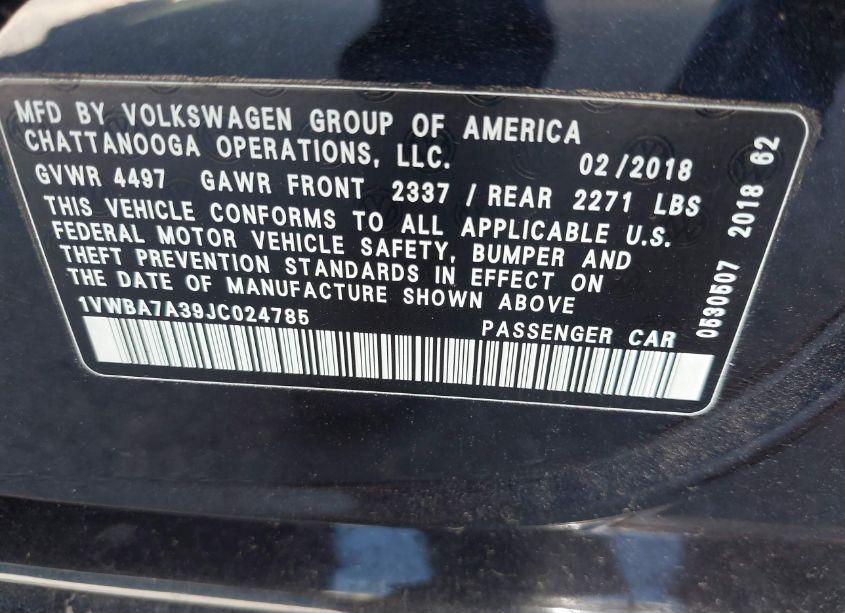 MFD BY VOLKSWAGEN GROUP OF AMERICA
CHATTANOOGA OPERATIONS, LLC. 02/2018
GVWR 4497 GAWR FRONT 2337 / REAR 2271 LBS
THIS VEHICLE CONFORMS TO ALL APPLICABLE U.S.
FEDERAL MOTOR VEHICLE SAFETY, BUMPER AND
THEFT PREVENTION STANDARDS IN EFFECT ON
THE DATE OF MANUFACTURE SHOWN ABOVE
1VWBA7A39JC024785 PASSENGER CAR
0530507 2018 62